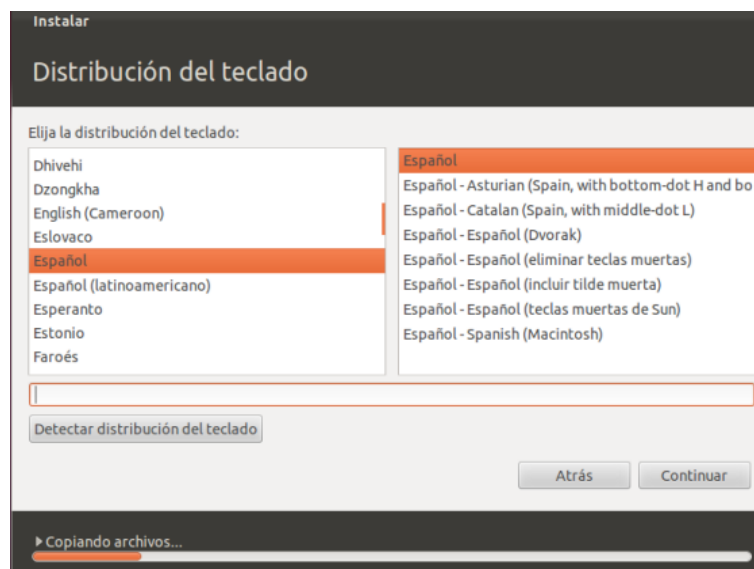 Instalar
Distribución del teclado
Elija la distribución del teclado:
Dhivehi
Dzongkha
English (Cameroon)
Eslovaco
Español
Español (latinoamericano)
Esperanto
Estonio
Faroés
Español
Español - Asturian (Spain, with bottom-dot H and bo
Español - Catalan (Spain, with middle-dot L)
Español - Español (Dvorak)
Español - Español (eliminar teclas muertas)
Español - Español (incluir tilde muerta)
Español - Español (teclas muertas de Sun)
Español - Spanish (Macintosh)
Detectar distribución del teclado
Atrás
Continuar
Copiando archivos...